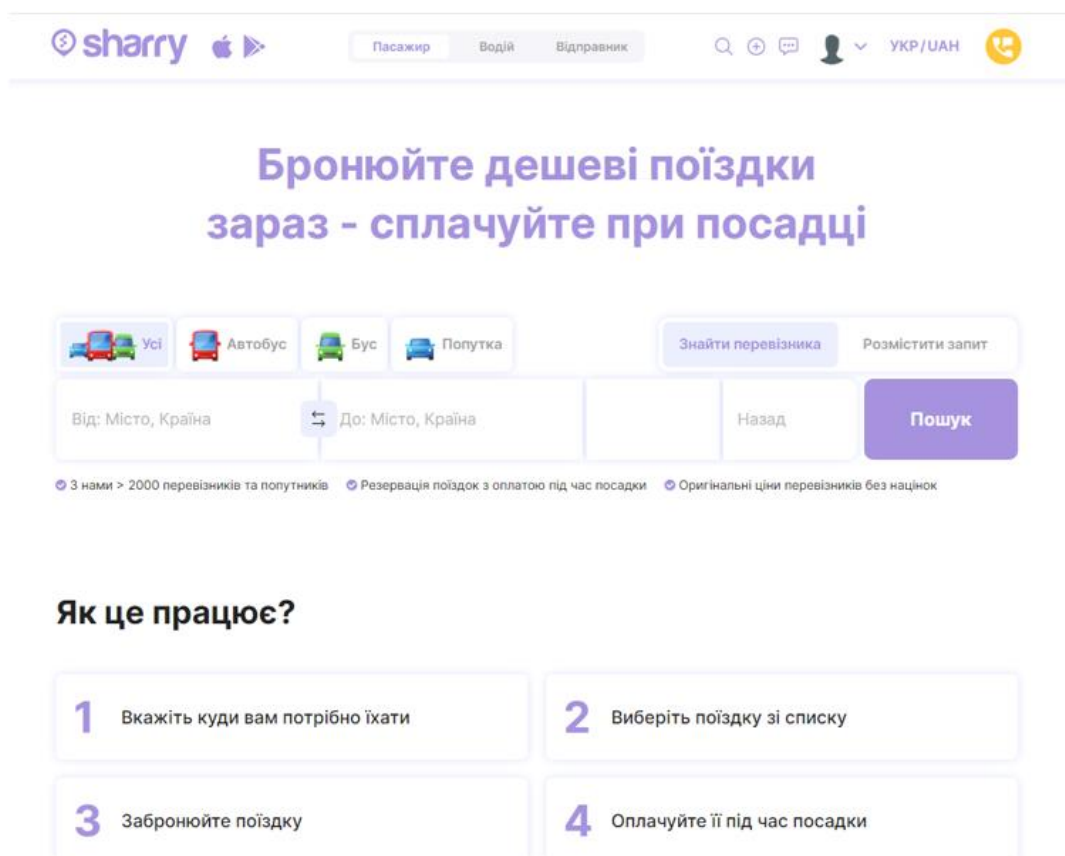 sharry
Пасажир Водій Відправник
УКР/UAH
Бронюйте дешеві поїздки
зараз - сплачуйте при посадці
Усі Автобус Бус Попутка
Знайти перевізника Розмістити запит
Від: Місто, Країна До: Місто, Країна Назад Пошук
З нами > 2000 перевізників та попутників Резервація поїздок з оплатою під час посадки Оригінальні ціни перевізників без націнок
Як це працює?
1 Вкажіть куди вам потрібно їхати
2 Виберіть поїздку зі списку
3 Забронюйте поїздку
4 Оплачуйте її під час посадки